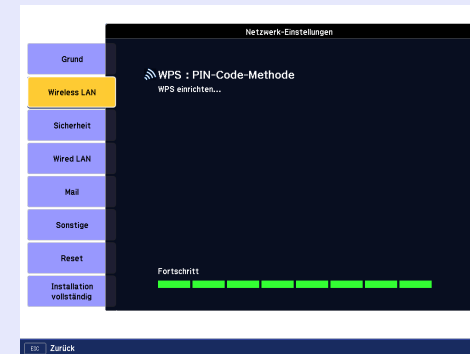 Netzwerk-Einstellungen
Grund
Wireless LAN
Sicherheit
Wired LAN
Mail
Sonstige
Reset
Installation
vollständig
WPS : PIN-Code-Methode
WPS einrichten...
Fortschritt
ESC Zurück